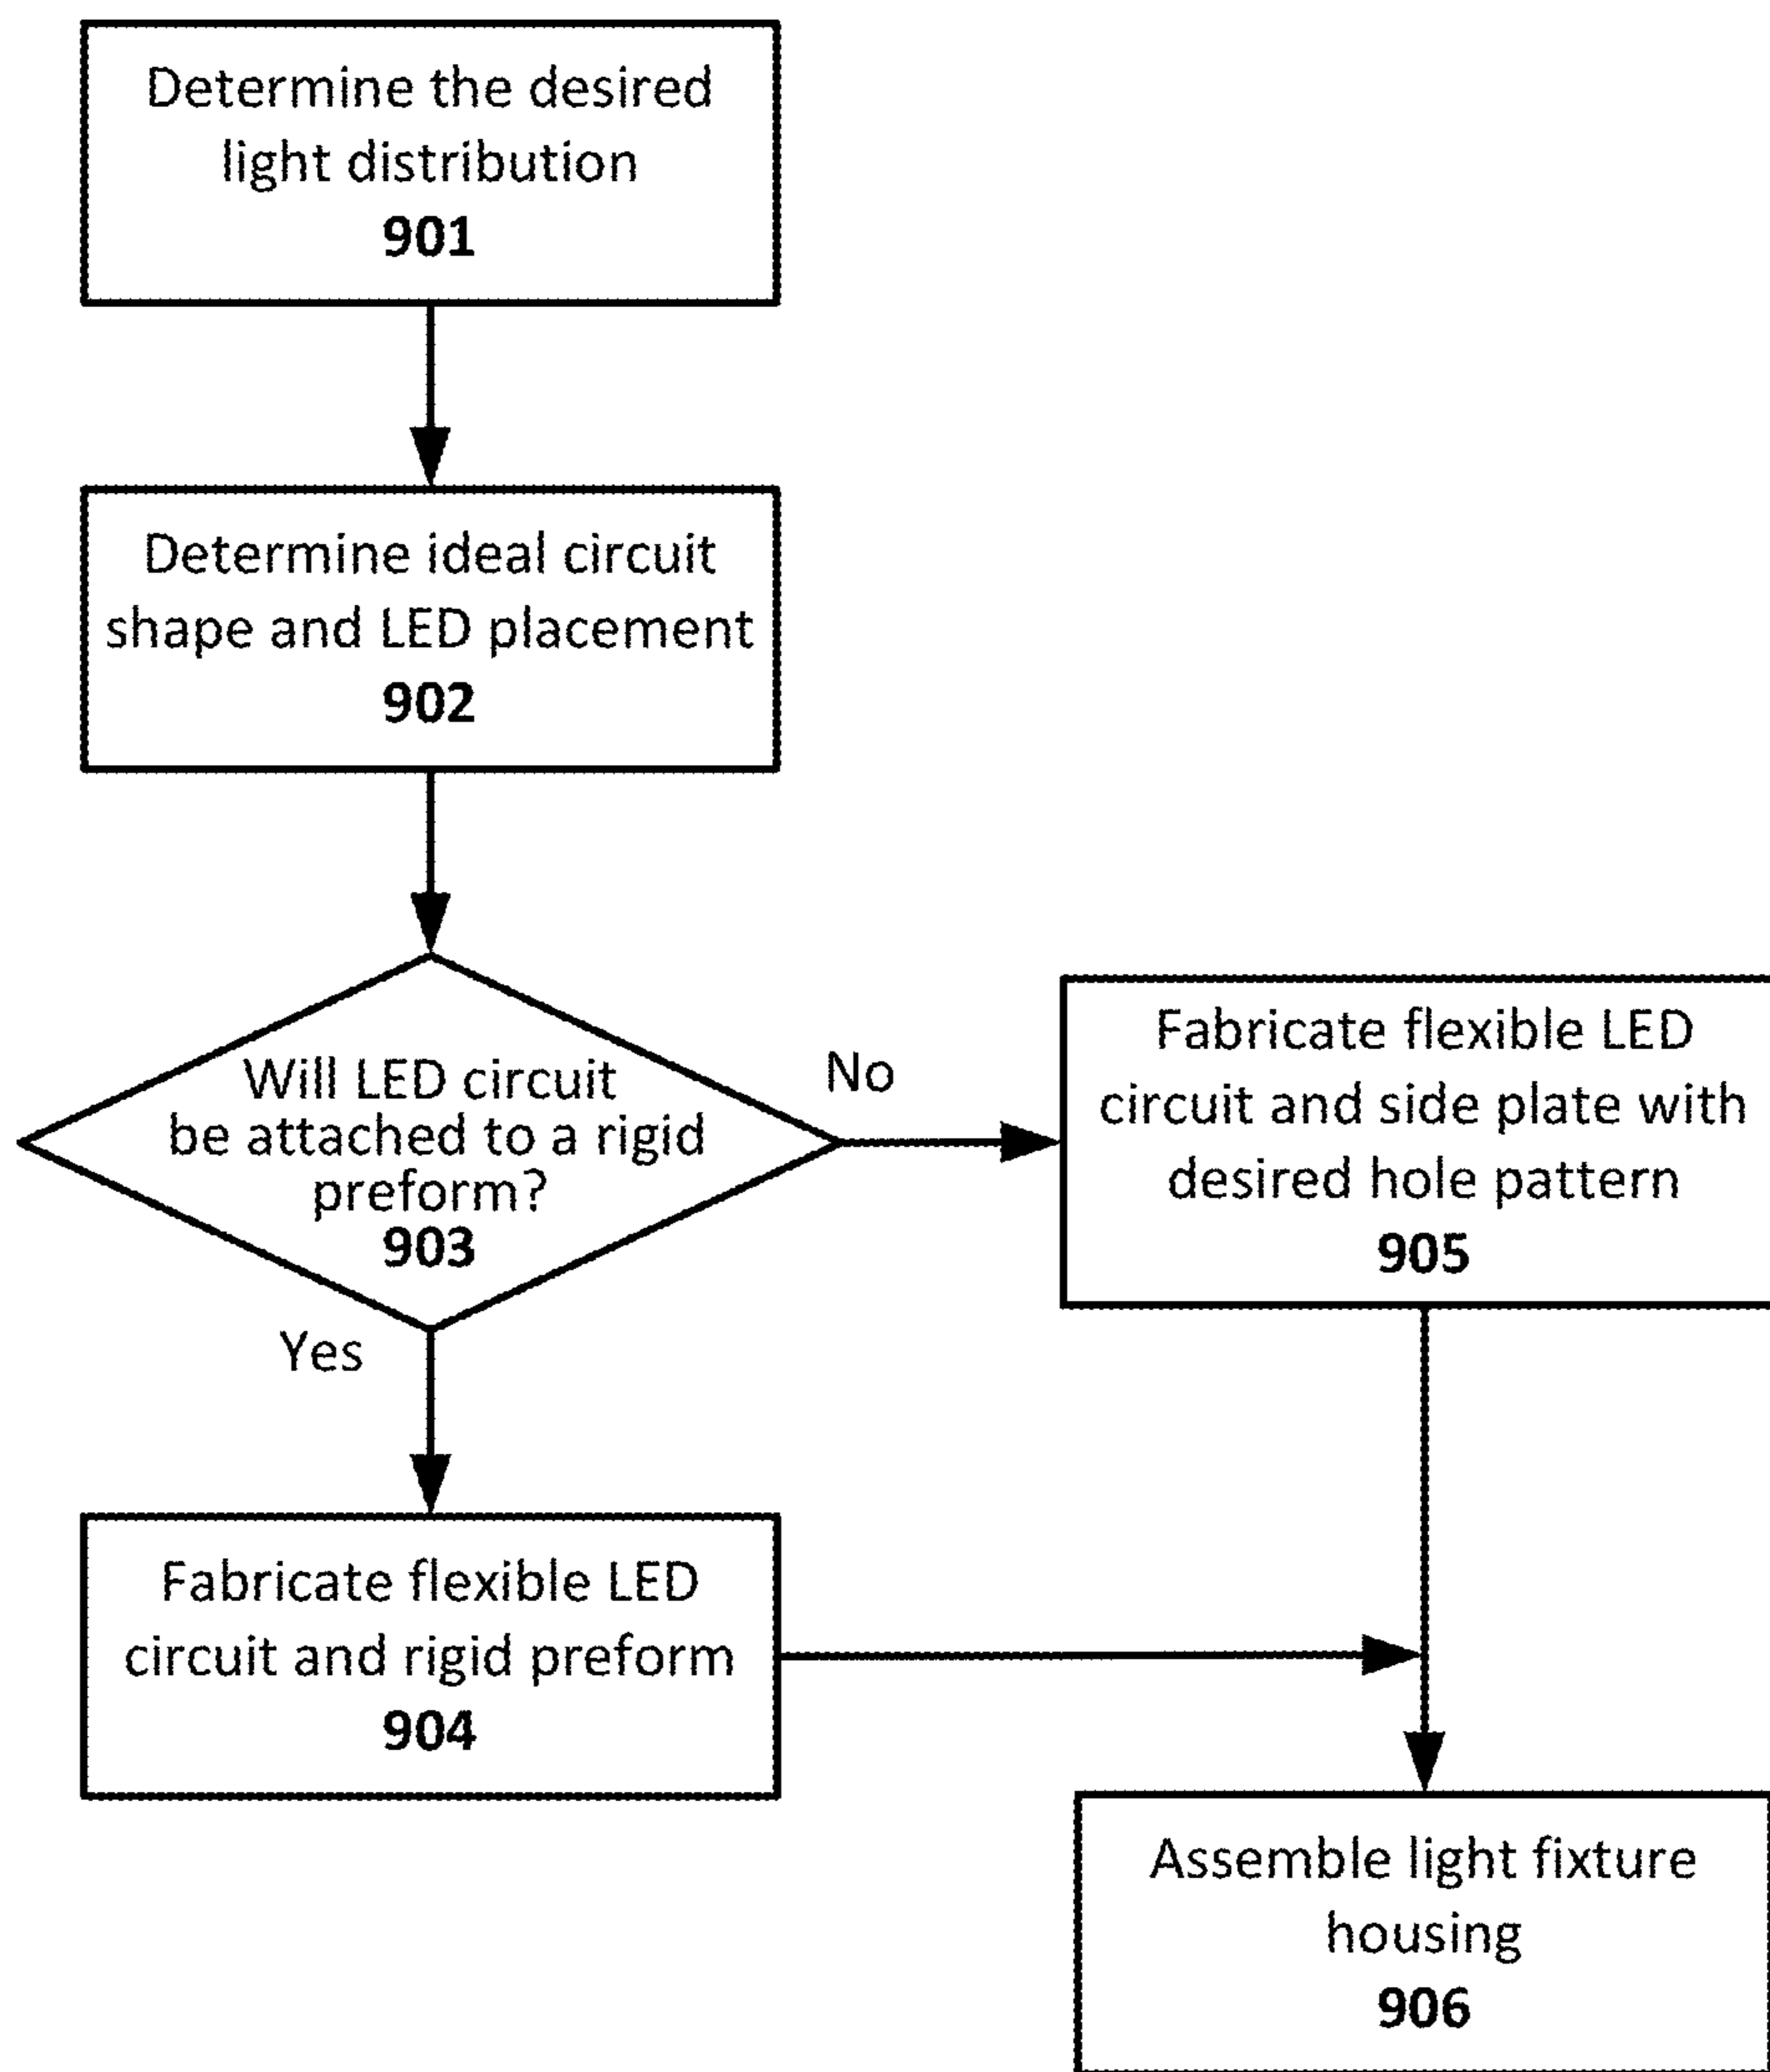 Determine the desired
light distribution
901
Determine ideal circuit
shape and LED placement
902
Will LED circuit
be attached to a rigid
preform?
903
No
Yes
Fabricate flexible LED
circuit and side plate with
desired hole pattern
905
Fabricate flexible LED
circuit and rigid preform
904
Assemble light fixture
housing
906